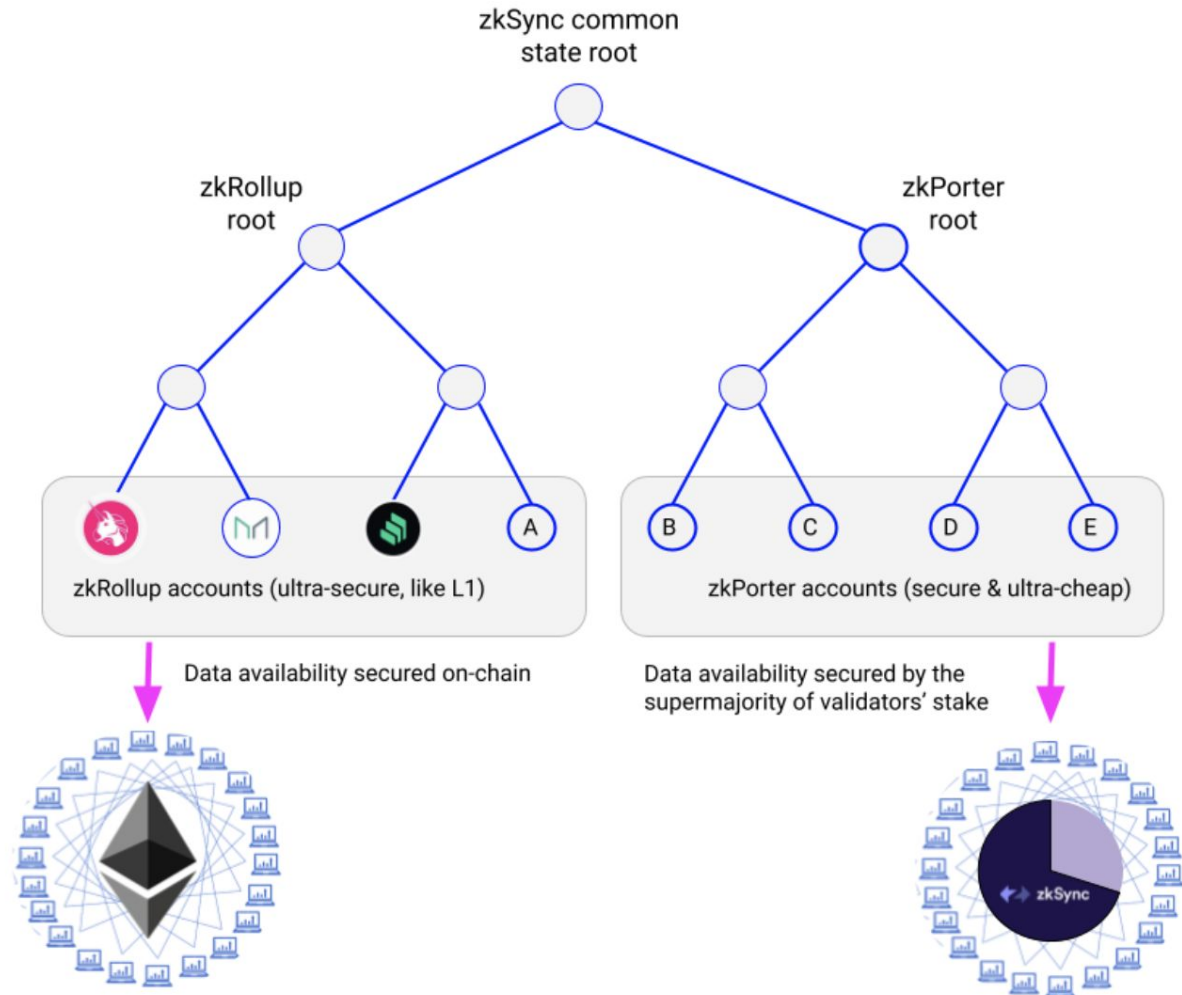 zkSync common
state root
zkRollup
root
zkPorter
root
A
B
C
D
E
zkRollup accounts (ultra-secure, like L1)
zkPorter accounts (secure & ultra-cheap)
Data availability secured on-chain
Data availability secured by the
supermajority of validators’ stake
zkSync